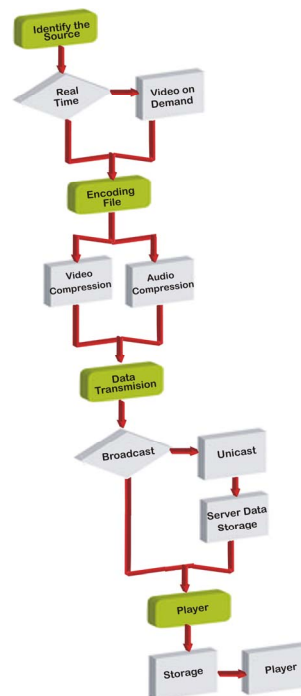 Identify the
Source
Real
Time
Video on
Demand
Encoding
File
Video
Compression
Audio
Compression
Data
Transmision
Broadcast
Unicast
Server Data
Storage
Player
Storage
Player